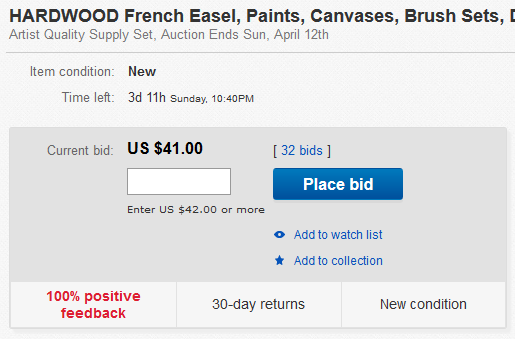 HARDWOOD French Easel, Paints, Canvases, Brush Sets,
Artist Quality Supply Set, Auction Ends Sun, April 12th
Item condition: New
Time left: 3d 11h Sunday, 10:40PM
Current bid: US $41.00 [ 32 bids ]
Place bid
Enter US $42.00 or more
Add to watch list
Add to collection
100% positive
feedback
30-day returns
New condition